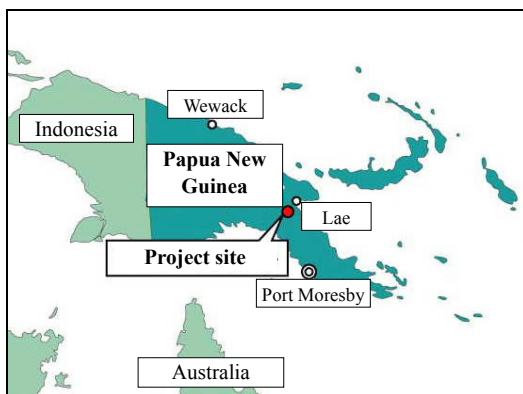 Wewack
Indonesia
Papua New
Guinea
Lae
Project site
Port Moresby
Australia